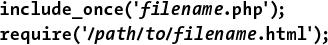 include_once('filename.php');
require('/path/to/filename.html');